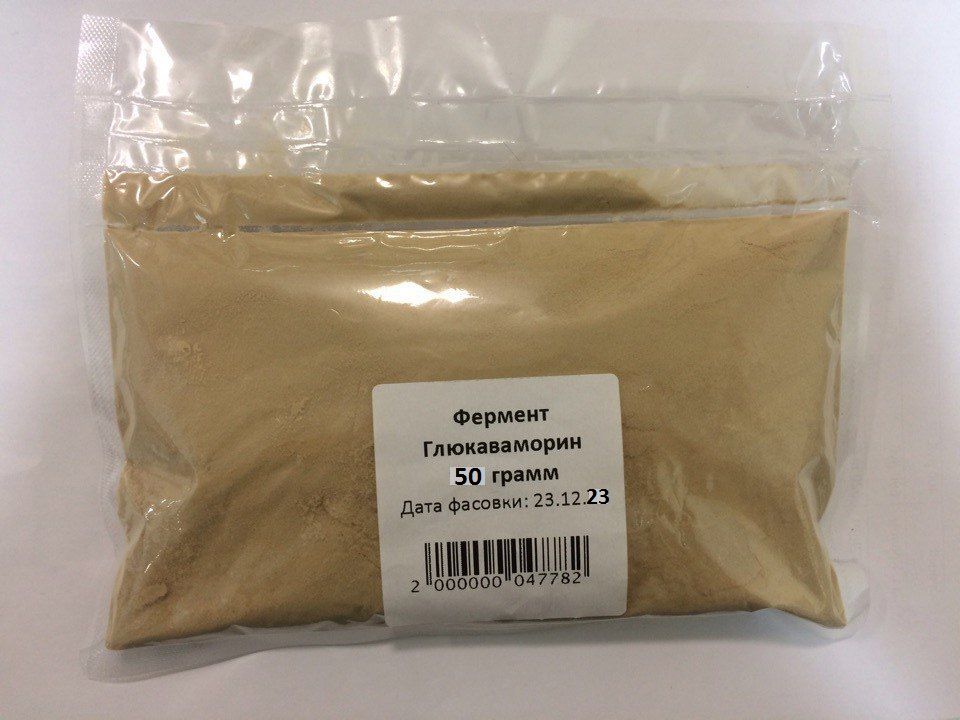 Фермент
Глюкаваморин
50 грамм
Дата фасовки: 23.12.23
2 000000 047782